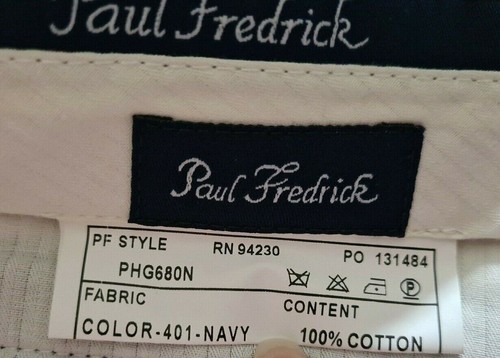 Paul Fredrick
Paul Fredrick
PF STYLE RN 94230 PO 131484
PHG680N
FABRIC CONTENT
COLOR-401-NAVY 100% COTTON